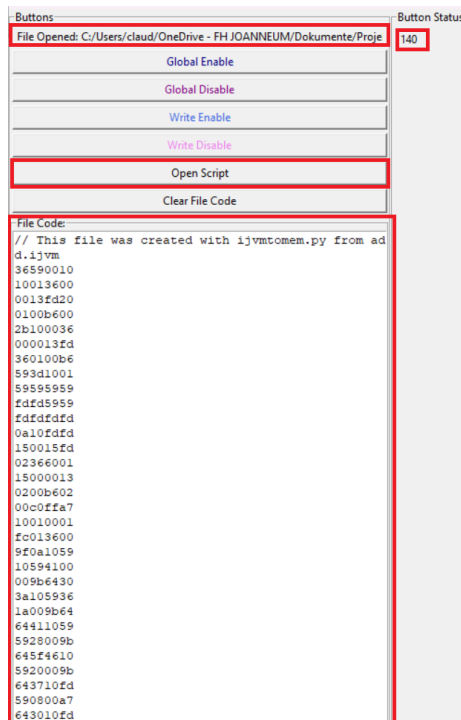 Buttons
Button Status
File Opened: C:/Users/claud/OneDrive - FH JOANNEUM/Dokumente/Proje
140
Global Enable
Global Disable
Write Enable
Write Disable
Open Script
Clear File Code
File Code:
// This file was created with ijvmtomem.py from ad
d.ijvm
36590010
10013600
0013fd20
0100b600
2b100036
000013fd
360100b6
593d1001
59595959
fdfd5959
fdfdfdfd
0a10fdfd
150015fd
02366001
15000013
0200b602
00c0ffa7
10010001
fc013600
9f0a1059
10594100
009b6430
3a105936
1a009b64
64411059
5928009b
645f4610
5920009b
643710fd
590800a7
643010fd